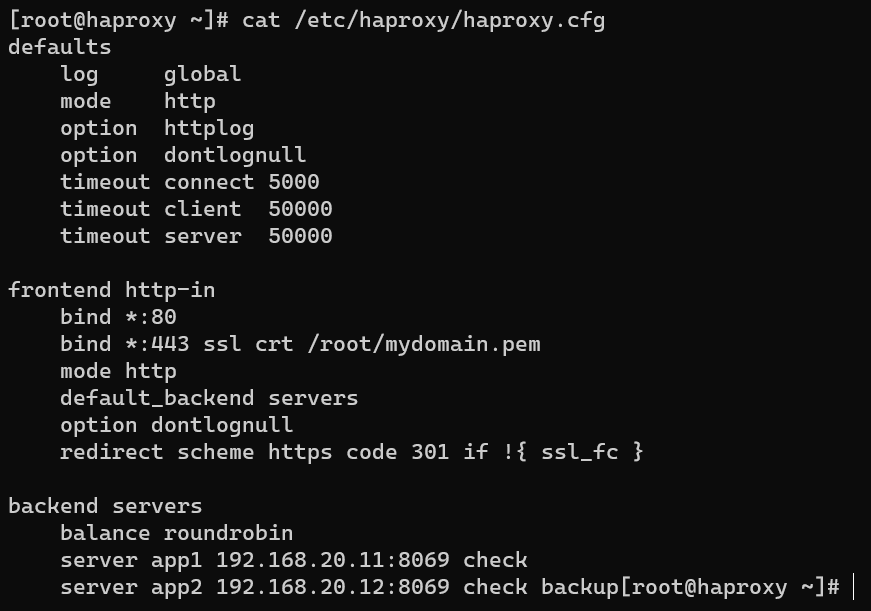 [root@haproxy ~]# cat /etc/haproxy/haproxy.cfg
defaults
    log     global
    mode    http
    option  httplog
    option  dontlognull
    timeout connect 5000
    timeout client  50000
    timeout server  50000

frontend http-in
    bind *:80
    bind *:443 ssl crt /root/mydomain.pem
    mode http
    default_backend servers
    option dontlognull
    redirect scheme https code 301 if !{ ssl_fc }

backend servers
    balance roundrobin
    server app1 192.168.20.11:8069 check
    server app2 192.168.20.12:8069 check backup[root@haproxy ~]#